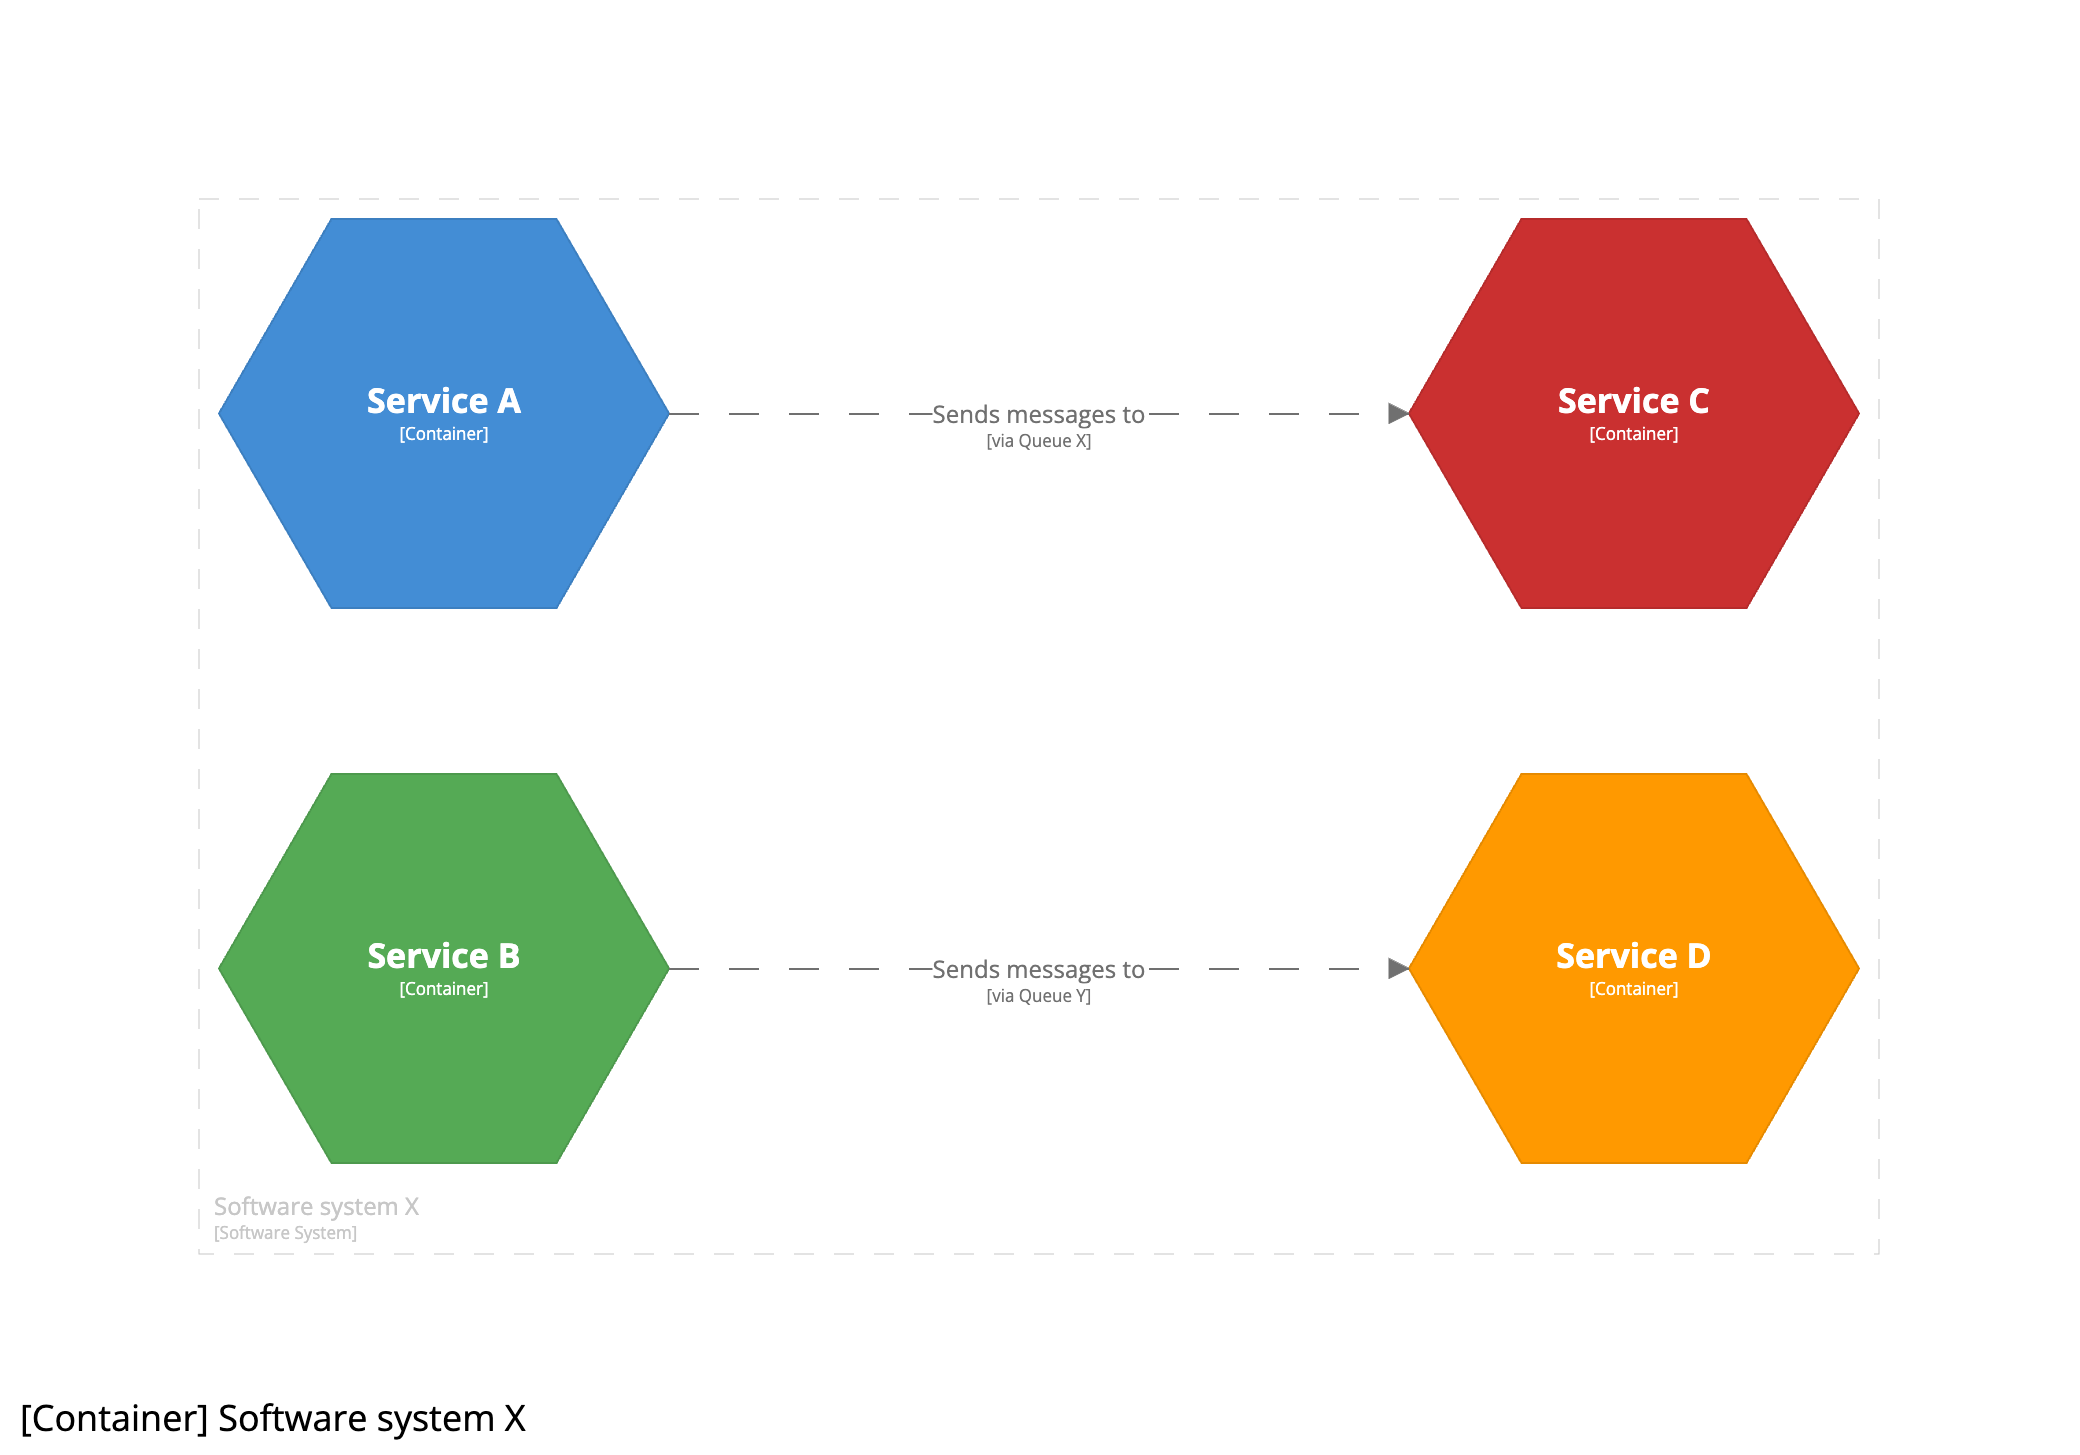 Service A
[Container]
Sends messages to
[via Queue X]
Service C
[Container]
Service B
[Container]
Sends messages to
[via Queue Y]
Service D
[Container]
Software system X
[Software System]
[Container] Software system X